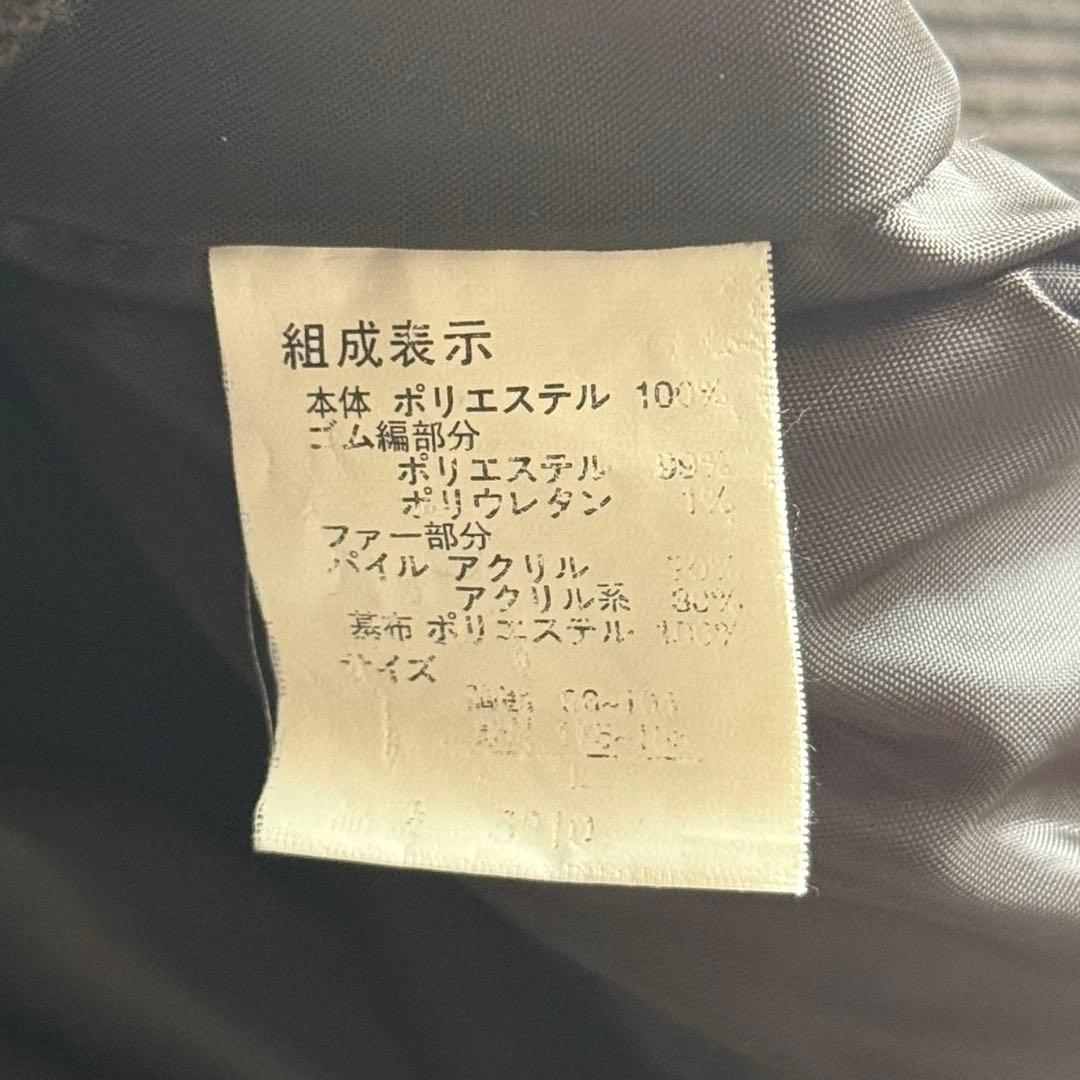 組成表示
本体 ポリエステル 100%
ゴム編部分
ポリエステル 99%
ポリウレタン 1%
ファー部分
パイル アクリル 70%
アクリル系 30%
基布 ポリエステル 100%
サイズ